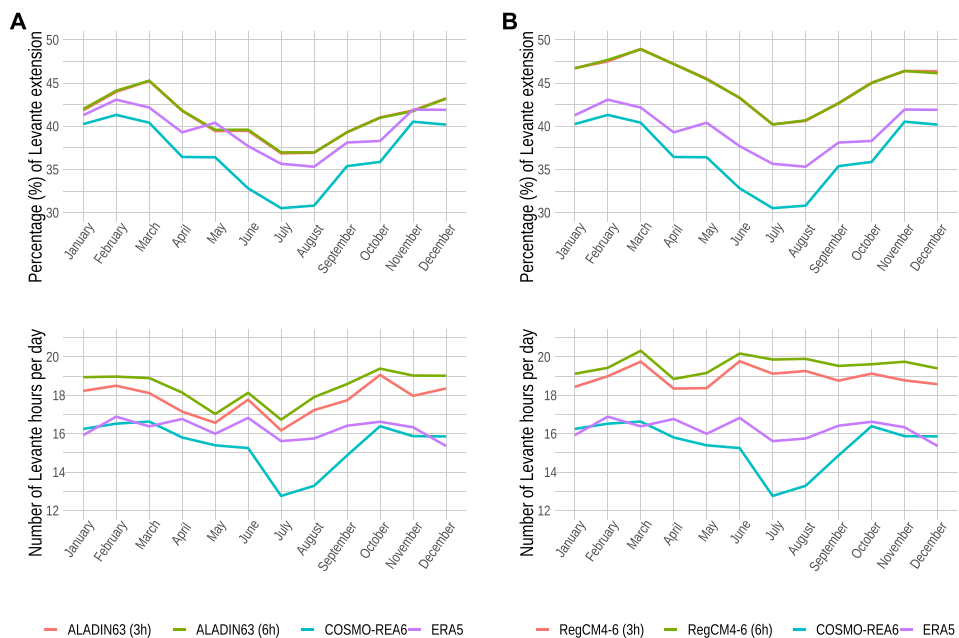 A
Percentage (%) of Levante extension
50
45
40
35
30
January
February
March
April
May
June
July
August
September
October
November
December
B
Percentage (%) of Levante extension
50
45
40
35
30
January
February
March
April
May
June
July
August
September
October
November
December
Number of Levante hours per day
20
18
16
14
12
January
February
March
April
May
June
July
August
September
October
November
December
Number of Levante hours per day
20
18
16
14
12
January
February
March
April
May
June
July
August
September
October
November
December
ALADIN63 (3h) ALADIN63 (6h) COSMO-REA6 ERA5
RegCM4-6 (3h) RegCM4-6 (6h) COSMO-REA6 ERA5